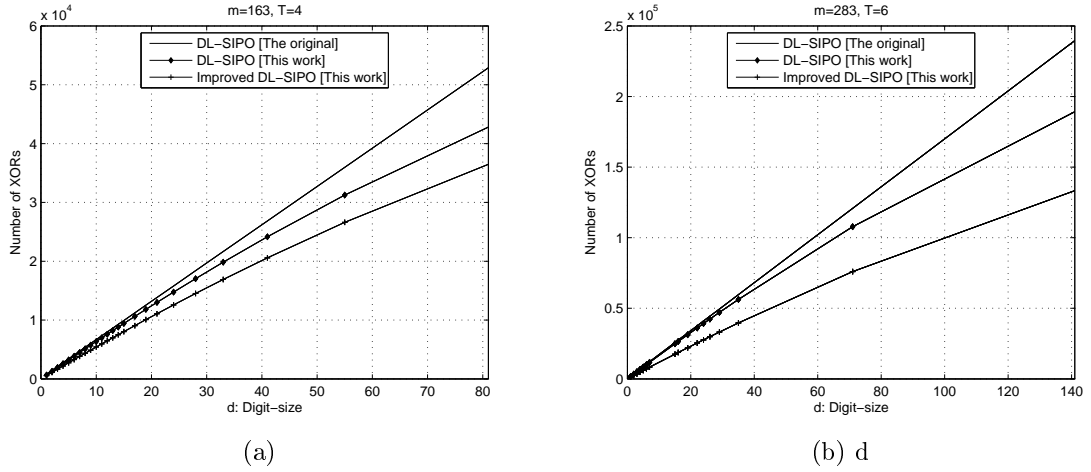 m=163, T=4
x 10^4
DL−SIPO [The original]
DL−SIPO [This work]
Improved DL−SIPO [This work]
Number of XORs
6
5
4
3
2
1
0
0 10 20 30 40 50 60 70 80
d: Digit−size
(a)
m=283, T=6
x 10^5
DL−SIPO [The original]
DL−SIPO [This work]
Improved DL−SIPO [This work]
Number of XORs
2.5
2
1.5
1
0.5
0
0 20 40 60 80 100 120 140
d: Digit−size
(b) d